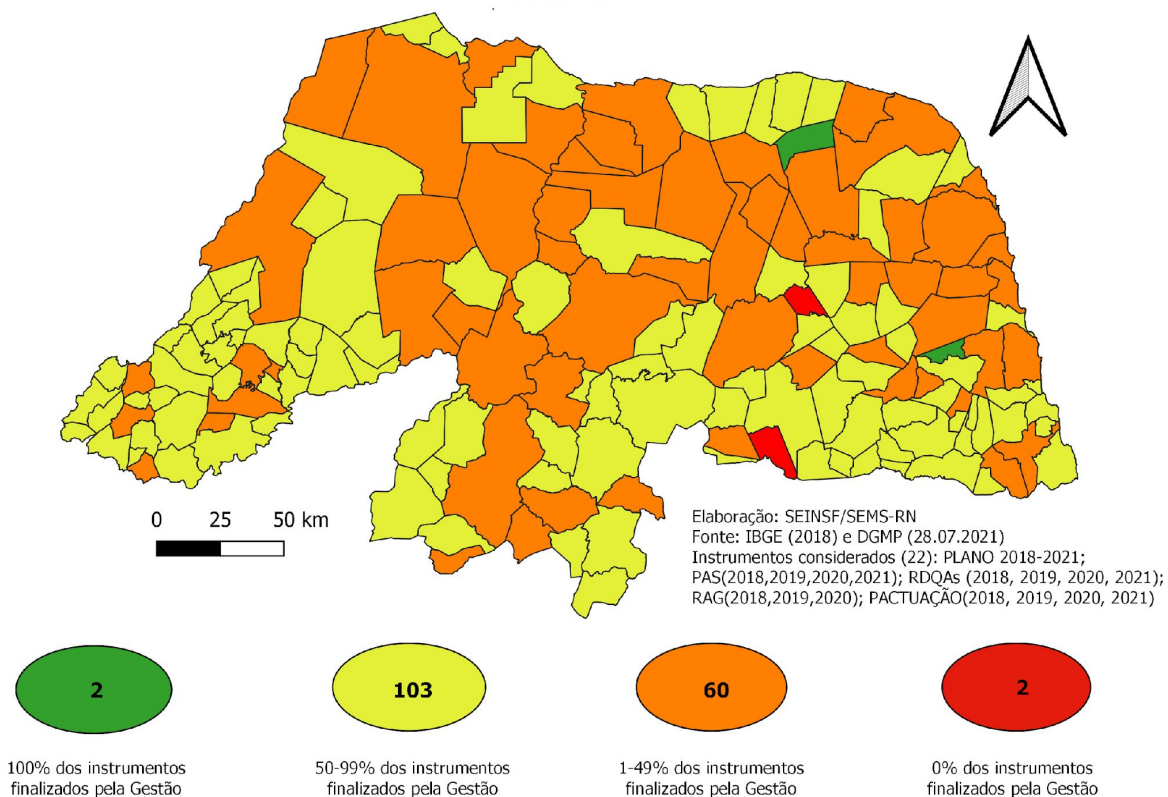 0 25 50 km
Elaboração: SEINSF/SEMS-RN
Fonte: IBGE (2018) e DGMP (28.07.2021)
Instrumentos considerados (22): PLANO 2018-2021;
PAS(2018,2019,2020,2021); RDQAs (2018, 2019, 2020, 2021);
RAG(2018,2019,2020); PACTUAÇÃO(2018, 2019, 2020, 2021)
2
103
60
2
100% dos instrumentos
finalizados pela Gestão
50-99% dos instrumentos
finalizados pela Gestão
1-49% dos instrumentos
finalizados pela Gestão
0% dos instrumentos
finalizados pela Gestão